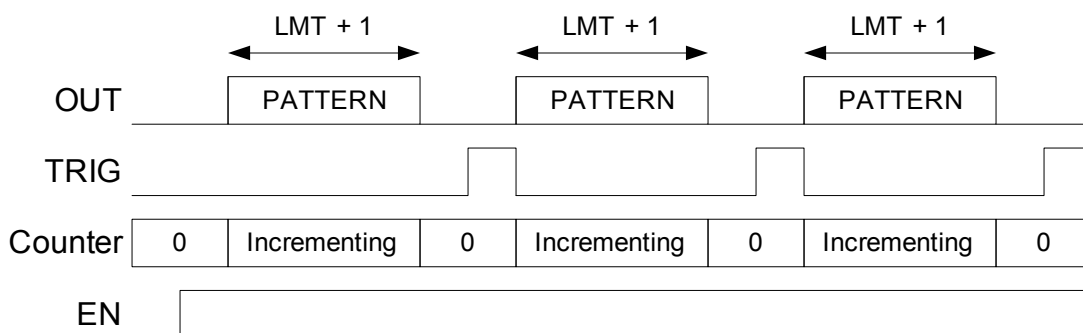 LMT + 1 LMT + 1 LMT + 1
OUT PATTERN PATTERN PATTERN
TRIG
Counter 0 Incrementing 0 Incrementing 0 Incrementing 0
EN